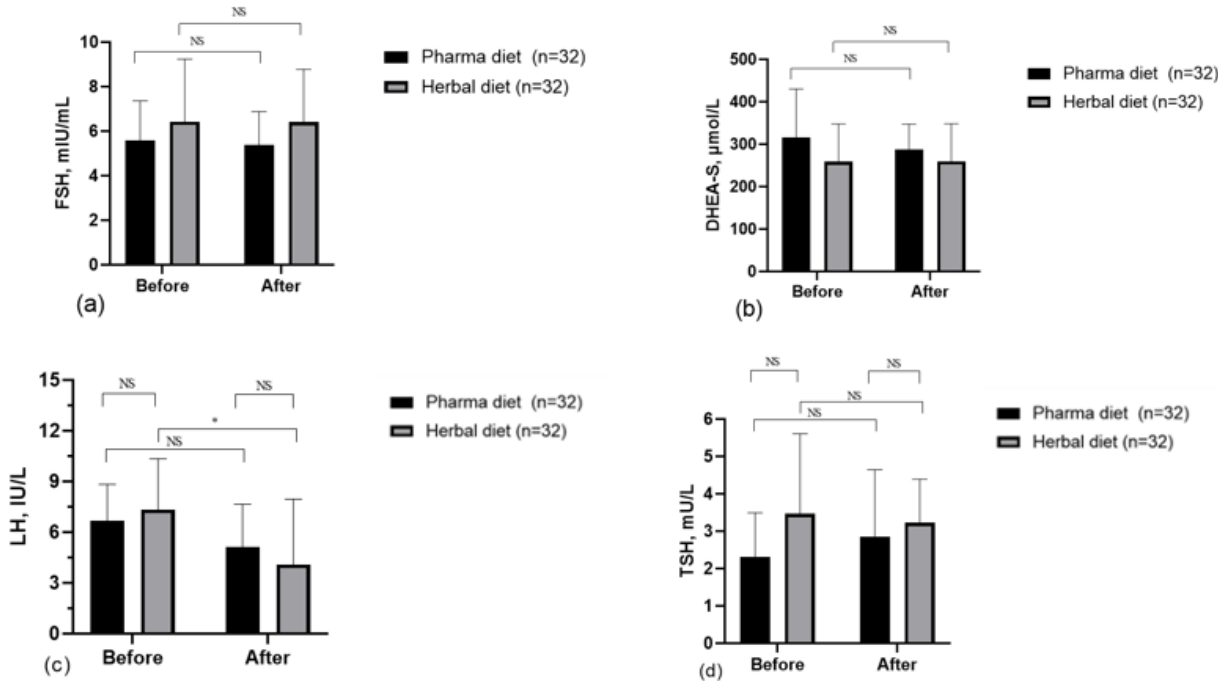 NS
NS
10
8
6
4
2
0
FSH, mIU/mL
Before
After
Pharma diet (n=32)
Herbal diet (n=32)
(a)
NS
NS
500
400
300
200
100
0
DHEA-S, µmol/L
Before
After
Pharma diet (n=32)
Herbal diet (n=32)
(b)
NS
NS
*
NS
15
12
9
6
3
0
LH, IU/L
Before
After
Pharma diet (n=32)
Herbal diet (n=32)
(c)
NS
NS
NS
NS
6
5
4
3
2
1
0
TSH, mU/L
Before
After
Pharma diet (n=32)
Herbal diet (n=32)
(d)